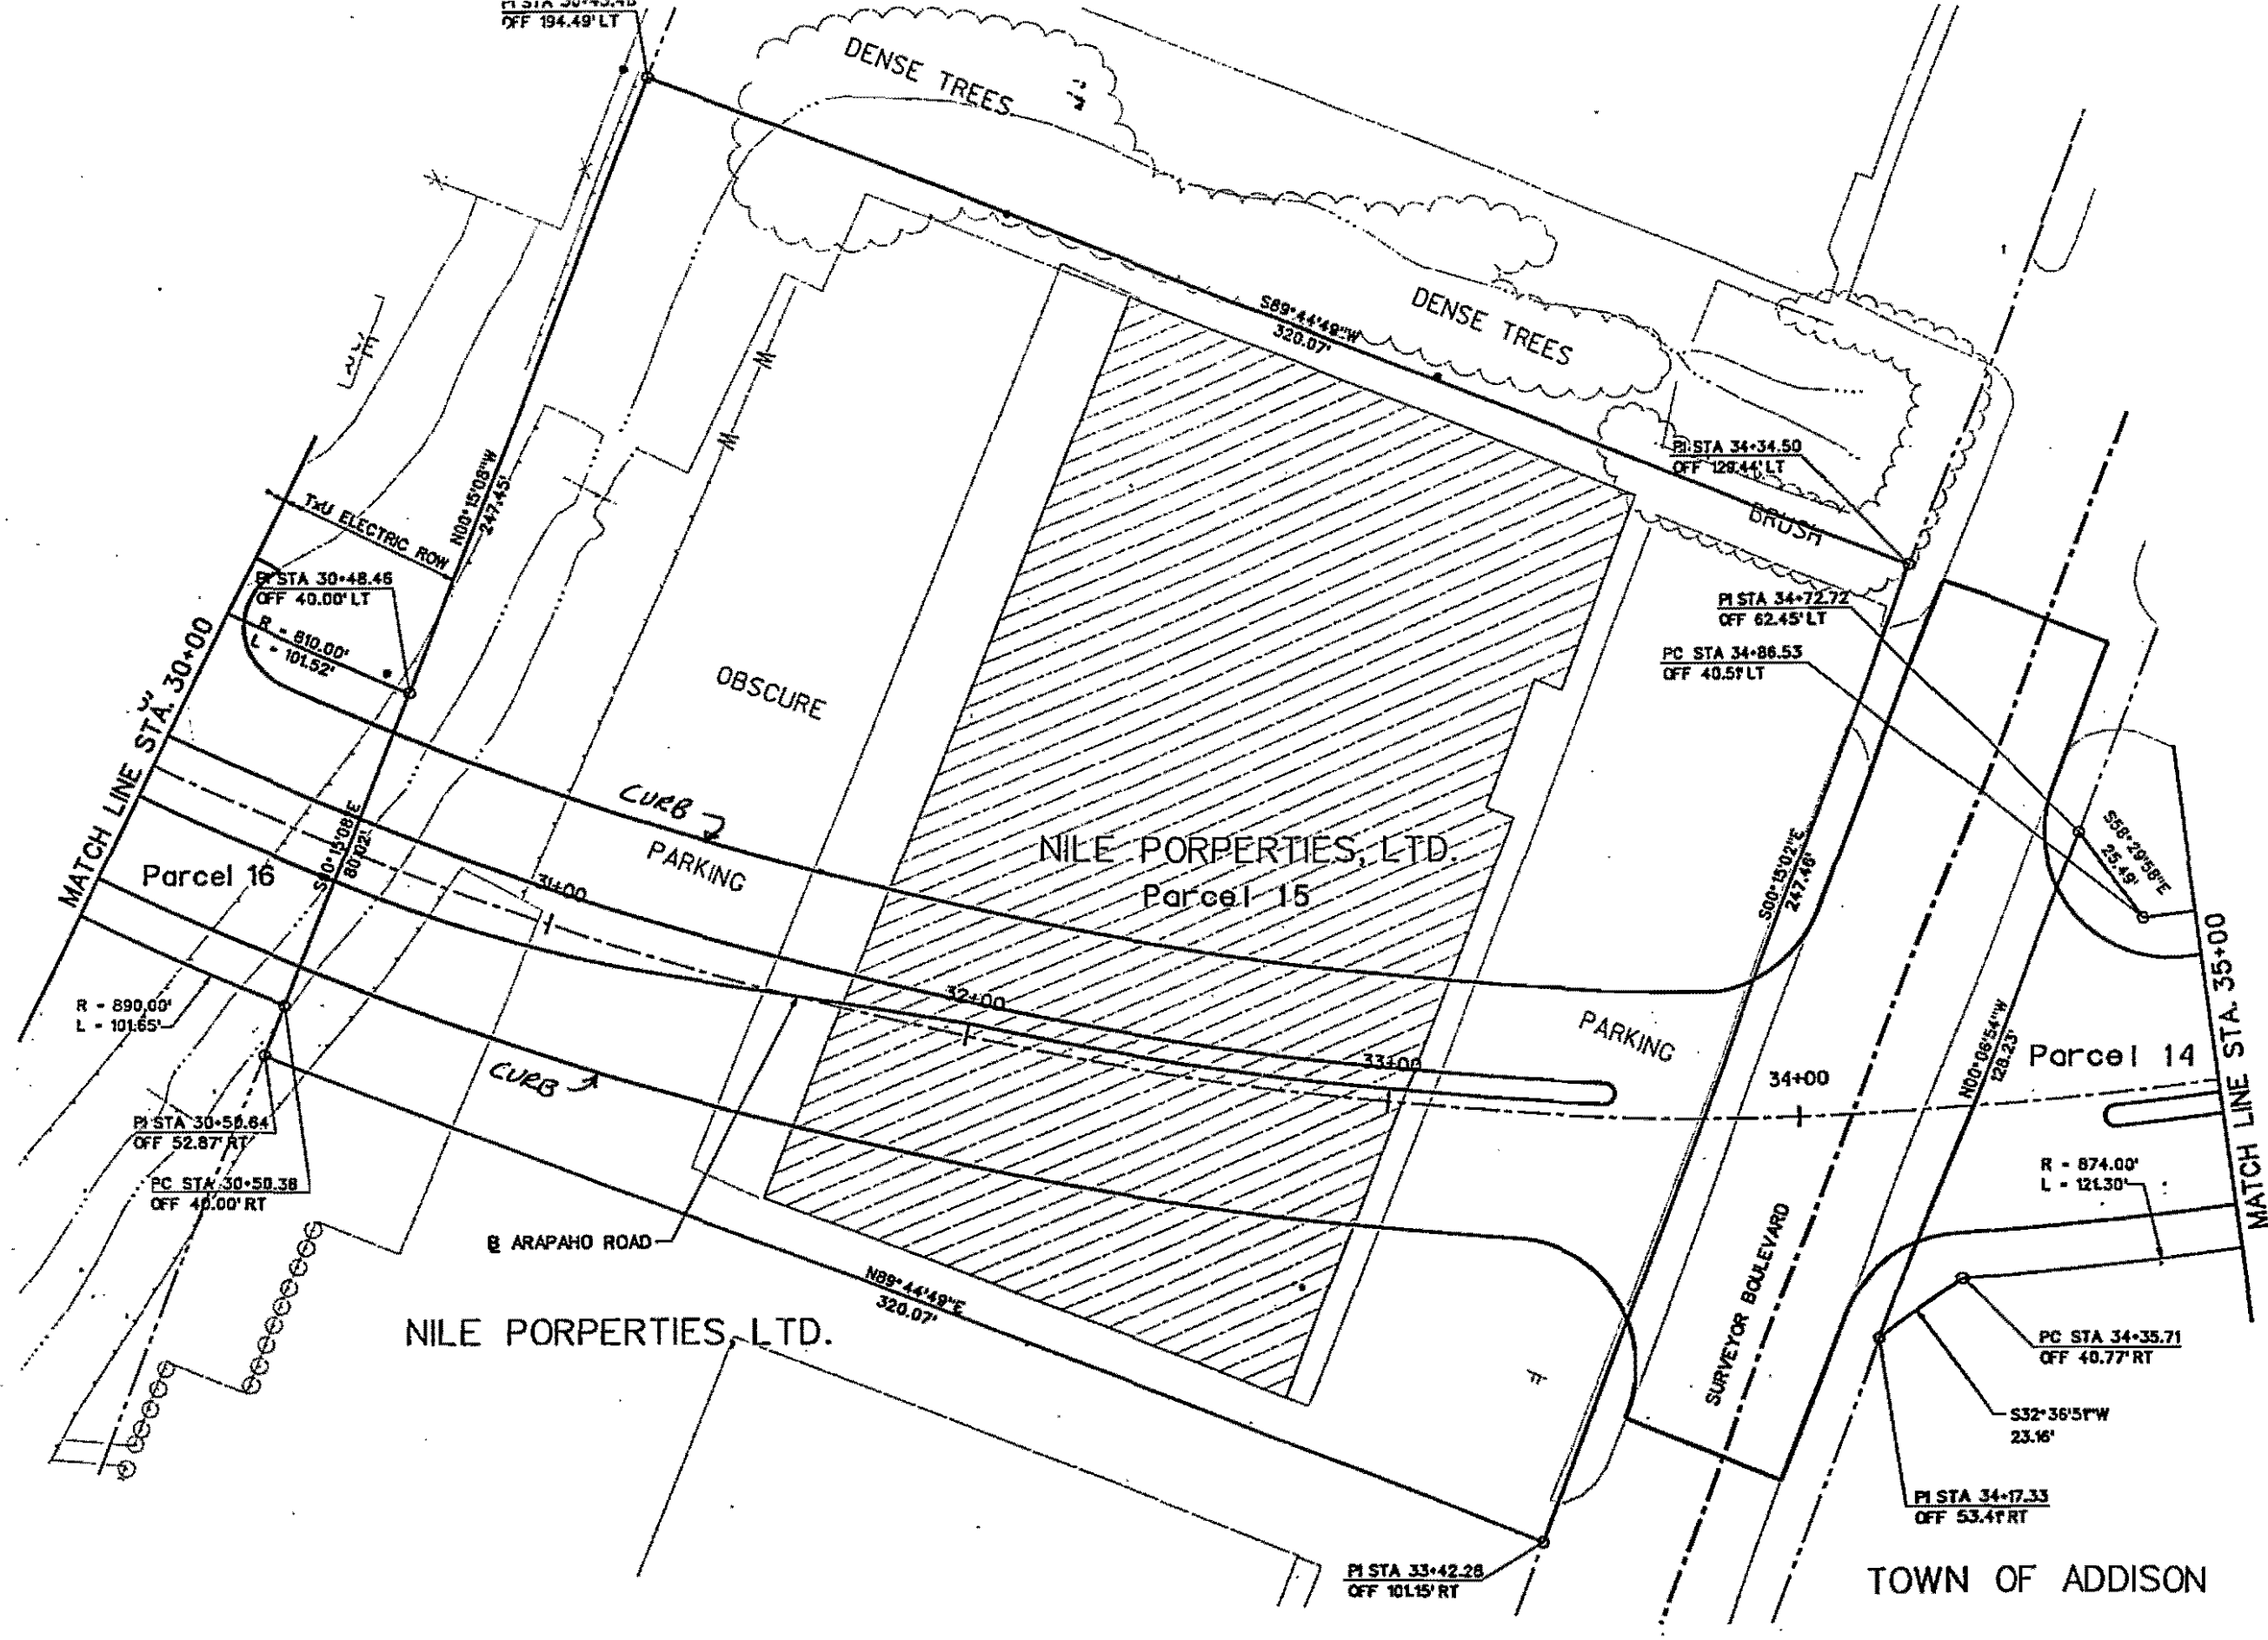 OFF 194.49' LT
DENSE TREES
S89°44'49"W
320.07'
DENSE TREES
PI STA 34+34.50
OFF 129.44' LT
BRUSH
N00°15'08"W
247.45'
TXU ELECTRIC ROW
PI STA 30+48.46
OFF 40.00' LT
R = 810.00'
L = 101.52'
W
W
OBSCURE
PI STA 34+72.72
OFF 62.45' LT
PC STA 34+86.53
OFF 40.51' LT
MATCH LINE STA. 30+00
CURB
PARKING
NILE PORPERTIES, LTD.
Parcel 15
S00°15'02"E
247.46'
S58°29'58"E
25.49'
S00°15'08"E
80.02'
Parcel 16
31+00
32+00
33+00
PARKING
34+00
N00°06'54"W
128.23'
Parcel 14
MATCH LINE STA. 35+00
R = 890.00'
L = 101.65'
CURB
PI STA 30+50.64
OFF 52.87' RT
PC STA 30+50.38
OFF 40.00' RT
B ARAPAHO ROAD
R = 874.00'
L = 121.30'
SURVEYOR BOULEVARD
N89°44'49"E
320.07'
NILE PORPERTIES, LTD.
PC STA 34+35.71
OFF 40.77' RT
S32°36'51"W
23.16'
PI STA 34+17.33
OFF 53.41' RT
PI STA 33+42.28
OFF 101.15' RT
TOWN OF ADDISON